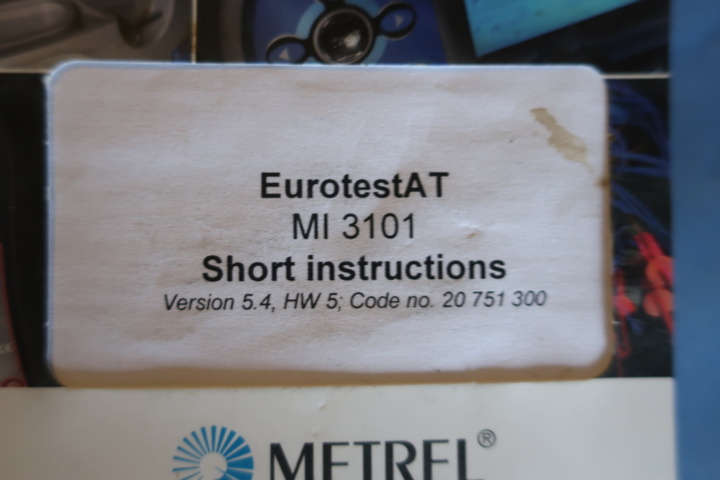 EurotestAT
MI 3101
Short instructions
Version 5.4, HW 5; Code no. 20 751 300
METREL®